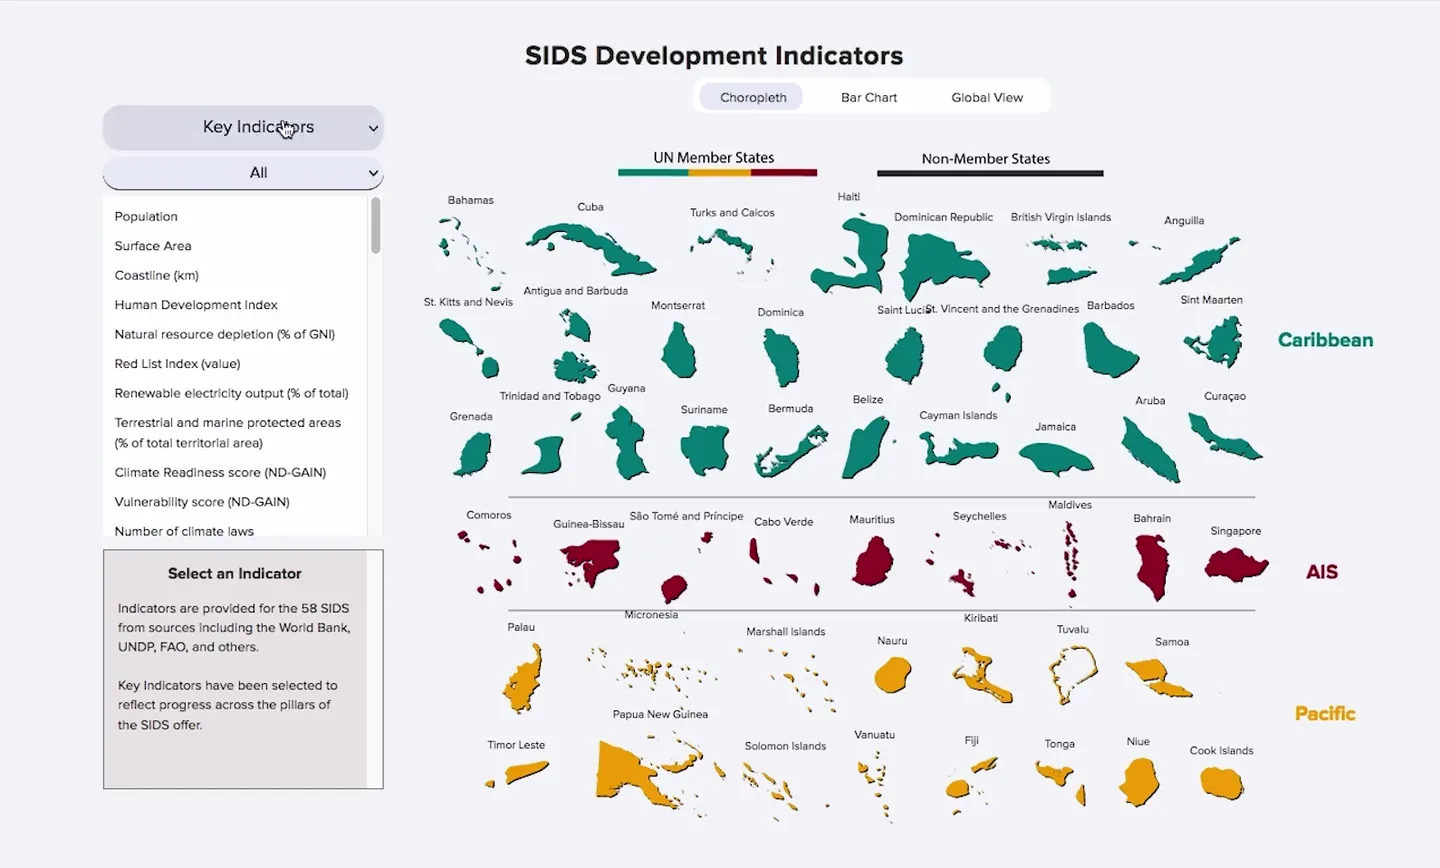 SIDS Development Indicators
Choropleth
Bar Chart
Global View
Key Indicators
All
Population
Surface Area
Coastline (km)
Human Development Index
Natural resource depletion (% of GNI)
Red List Index (value)
Renewable electricity output (% of total)
Terrestrial and marine protected areas
(% of total territorial area)
Climate Readiness score (ND-GAIN)
Vulnerability score (ND-GAIN)
Number of climate laws
Select an Indicator
Indicators are provided for the 58 SIDS
from sources including the World Bank,
UNDP, FAO, and others.
Key Indicators have been selected to
reflect progress across the pillars of
the SIDS offer.
UN Member States
Non-Member States
Bahamas
Cuba
Turks and Caicos
Haiti
Dominican Republic
British Virgin Islands
Anguilla
St. Kitts and Nevis
Antigua and Barbuda
Montserrat
Dominica
Saint Lucia
St. Vincent and the Grenadines
Barbados
Sint Maarten
Caribbean
Grenada
Trinidad and Tobago
Guyana
Suriname
Bermuda
Belize
Cayman Islands
Jamaica
Aruba
Curaçao
Comoros
Guinea-Bissau
São Tomé and Príncipe
Cabo Verde
Mauritius
Seychelles
Maldives
Bahrain
Singapore
AIS
Palau
Micronesia
Marshall Islands
Nauru
Kiribati
Tuvalu
Samoa
Pacific
Timor Leste
Papua New Guinea
Solomon Islands
Vanuatu
Fiji
Tonga
Niue
Cook Islands